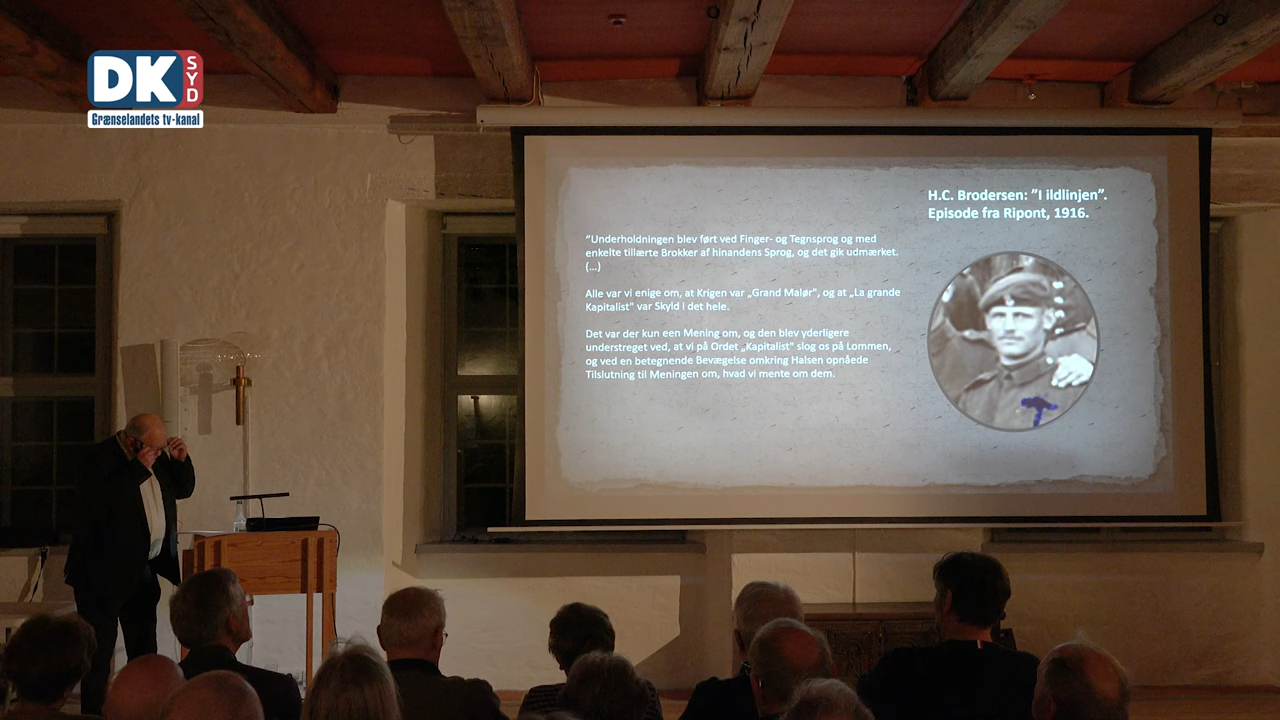 DK
SYD
Grænselandets tv-kanal
H.C. Brodersen: ”I ildlinjen”.
Episode fra Ripont, 1916.
”Underholdningen blev ført ved Finger- og Tegnsprog og med
enkelte tillærte Brokker af hinandens Sprog, og det gik udmærket.
(…)
Alle var vi enige om, at Krigen var „Grand Malør", og at „La grande
Kapitalist" var Skyld i det hele.
Det var der kun een Mening om, og den blev yderligere
understreget ved, at vi på Ordet „Kapitalist" slog os på Lommen,
og ved en betegnende Bevægelse omkring Halsen opnåede
Tilslutning til Meningen om, hvad vi mente om dem.